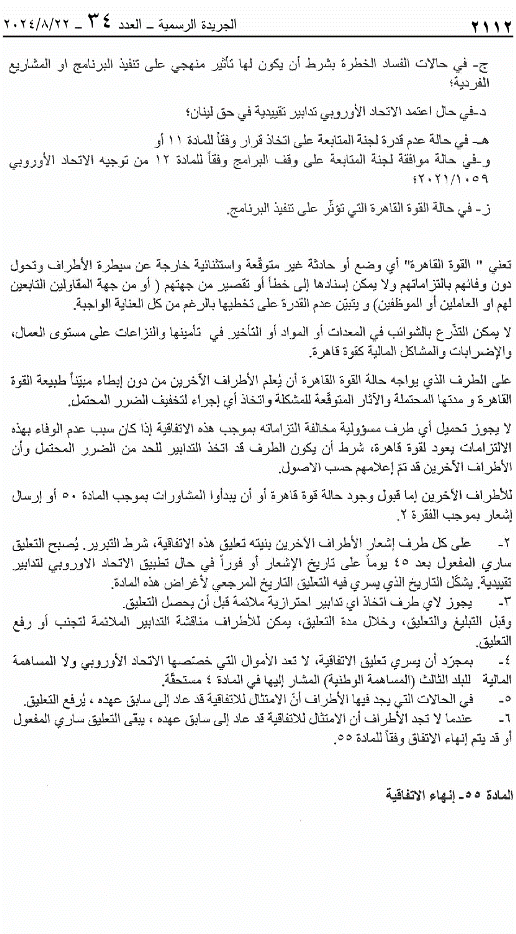 ٢١١٢ الجريدة الرسمية ــ العدد ٣٤ ــ ٢٠٢٤/٨/٢٢
ج- في حالات الفساد الخطرة بشرط أن يكون لها تأثير منهجي على تنفيذ البرنامج او المشاريع
الفردية؛
د-في حال اعتمد الاتحاد الأوروبي تدابير تقييدية في حق لبنان؛
هـ- في حالة عدم قدرة لجنة المتابعة على اتخاذ قرار وفقاً للمادة ١١ أو
و-في حالة موافقة لجنة المتابعة على وقف البرامج وفقاً للمادة ١٢ من توجيه الاتحاد الأوروبي
٢٠٢١/١٠٥٩؛
ز- في حالة القوة القاهرة التي تؤثّر على تنفيذ البرنامج.
تعني " القوة القاهرة" أي وضع أو حادثة غير متوقّعة واستثنائية خارجة عن سيطرة الأطراف وتحول
دون وفائهم بالتزاماتهم ولا يمكن إسنادها إلى خطأ أو تقصير من جهتهم ( أو من جهة المقاولين التابعين
لهم او العاملين أو الموظفين) و يتبيّن عدم القدرة على تخطيها بالرغم من كل العناية الواجبة.
لا يمكن التذّرع بالشوائب في المعدات أو المواد أو التأخير في تأمينها والنزاعات على مستوى العمال،
والإضرابات والمشاكل المالية كقوة قاهرة.
على الطرف الذي يواجه حالة القوة القاهرة أن يُعلم الأطراف الآخرين من دون إبطاء مبيّناً طبيعة القوة
القاهرة و مدتها المحتملة والآثار المتوقّعة للمشكلة واتخاذ أي إجراء لتخفيف الضرر المحتمل.
لا يجوز تحميل أي طرف مسؤولية مخالفة التزاماته بموجب هذه الاتفاقية إذا كان سبب عدم الوفاء بهذه
الالتزامات يعود لقوة قاهرة، شرط أن يكون الطرف قد اتخذ التدابير للحد من الضرر المحتمل وأن
الأطراف الآخرين قد تمّ إعلامهم حسب الاصول.
للأطراف الآخرين إما قبول وجود حالة قوة قاهرة أو أن يبدأوا المشاورات بموجب المادة ٥٠ أو إرسال
إشعار بموجب الفقرة ٢.
٢- على كل طرف إشعار الأطراف الآخرين بنيته تعليق هذه الاتفاقية، شرط التبرير. يُصبح التعليق
ساري المفعول بعد ٤٥ يوماً على تاريخ الإشعار أو فوراً في حال تطبيق الاتحاد الاوروبي لتدابير
تقييدية. يشكّل التاريخ الذي يسري فيه التعليق التاريخ المرجعي لأغراض هذه المادة.
٣- يجوز لاي طرف اتخاذ اي تدابير احترازية ملائمة قبل أن يحصل التعليق.
وقبل التبليغ والتعليق، وخلال مدة التعليق، يمكن للأطراف مناقشة التدابير الملائمة لتجنب أو رفع
التعليق.
٤- بمجرّد أن يسري تعليق الاتفاقية، لا تعد الأموال التي خصّصها الاتحاد الأوروبي ولا المساهمة
المالية للبلد الثالث (المساهمة الوطنية) المشار إليها في المادة ٤ مستحقّة.
٥- في الحالات التي يجد فيها الأطراف أنّ الامتثال للاتفاقية قد عاد إلى سابق عهده ، يُرفع التعليق.
٦- عندما لا تجد الأطراف أن الامتثال للاتفاقية قد عاد إلى سابق عهده ، يبقى التعليق ساري المفعول
أو قد يتم إنهاء الاتفاق وفقاً للمادة ٥٥.
المادة ٥٥- إنهاء الاتفاقية